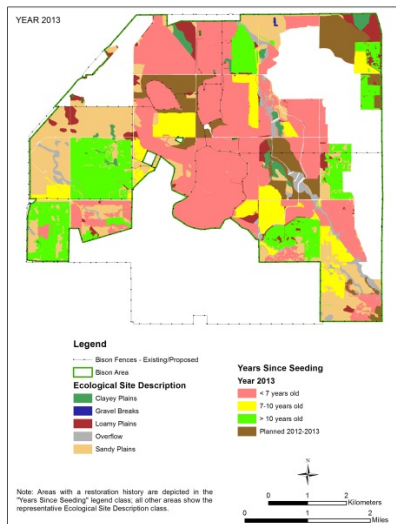 YEAR 2013
Legend
Bison Fences - Existing/Proposed
Bison Area
Ecological Site Description
Clayey Plains
Gravel Breaks
Loamy Plains
Overflow
Sandy Plains
Years Since Seeding
Year 2013
< 7 years old
7-10 years old
> 10 years old
Planned 2012-2013
Note: Areas with a restoration history are depicted in the
"Years Since Seeding" legend class; all other areas show the
representative Ecological Site Description class.
0 1 2
Kilometers
0 1 2
Miles